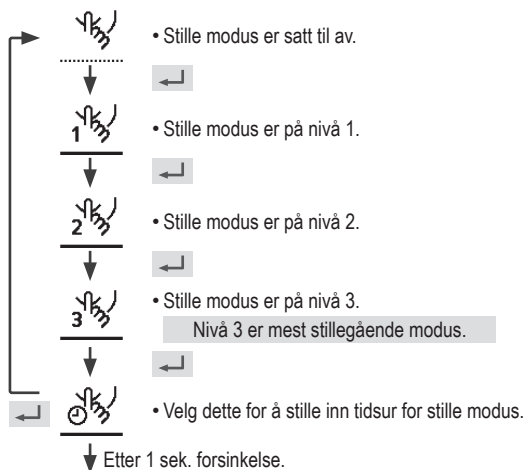 • Stille modus er satt til av.
1
• Stille modus er på nivå 1.
2
• Stille modus er på nivå 2.
3
• Stille modus er på nivå 3.
Nivå 3 er mest stillegående modus.
• Velg dette for å stille inn tidsur for stille modus.
Etter 1 sek. forsinkelse.